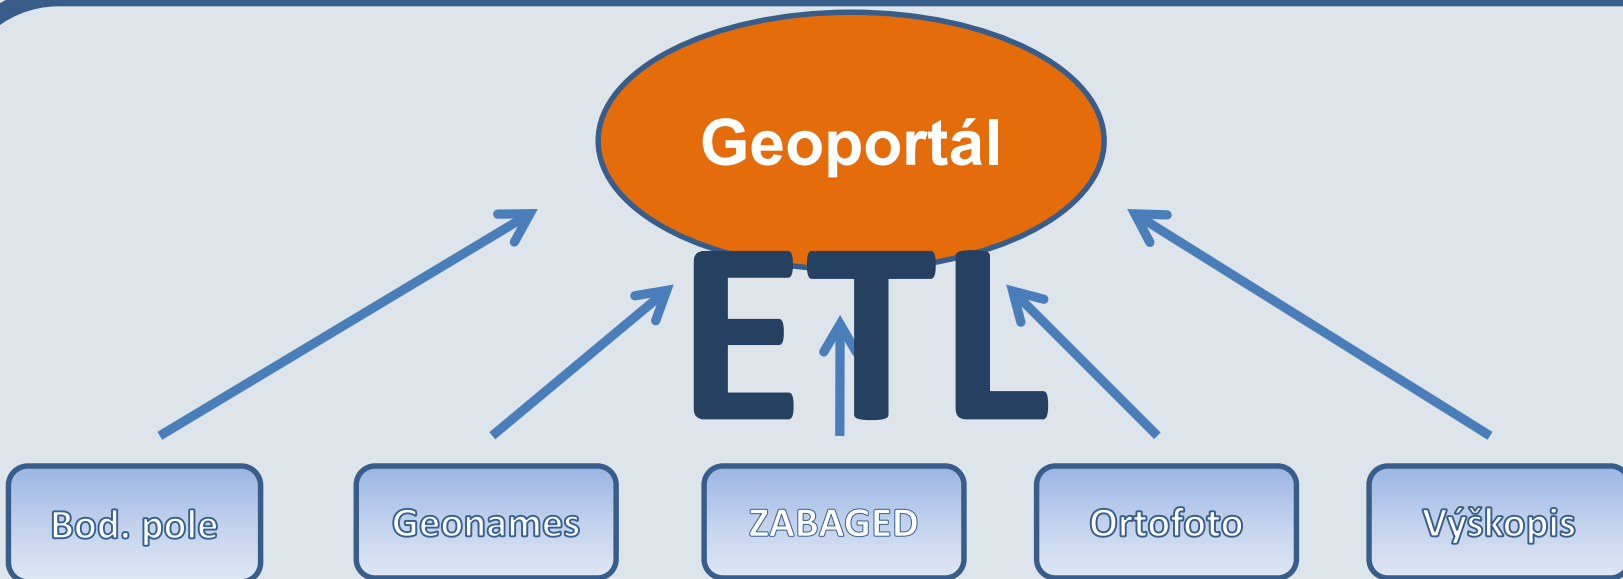 Geoportál
ETL
Bod. pole
Geonames
ZABAGED
Ortofoto
Výškopis